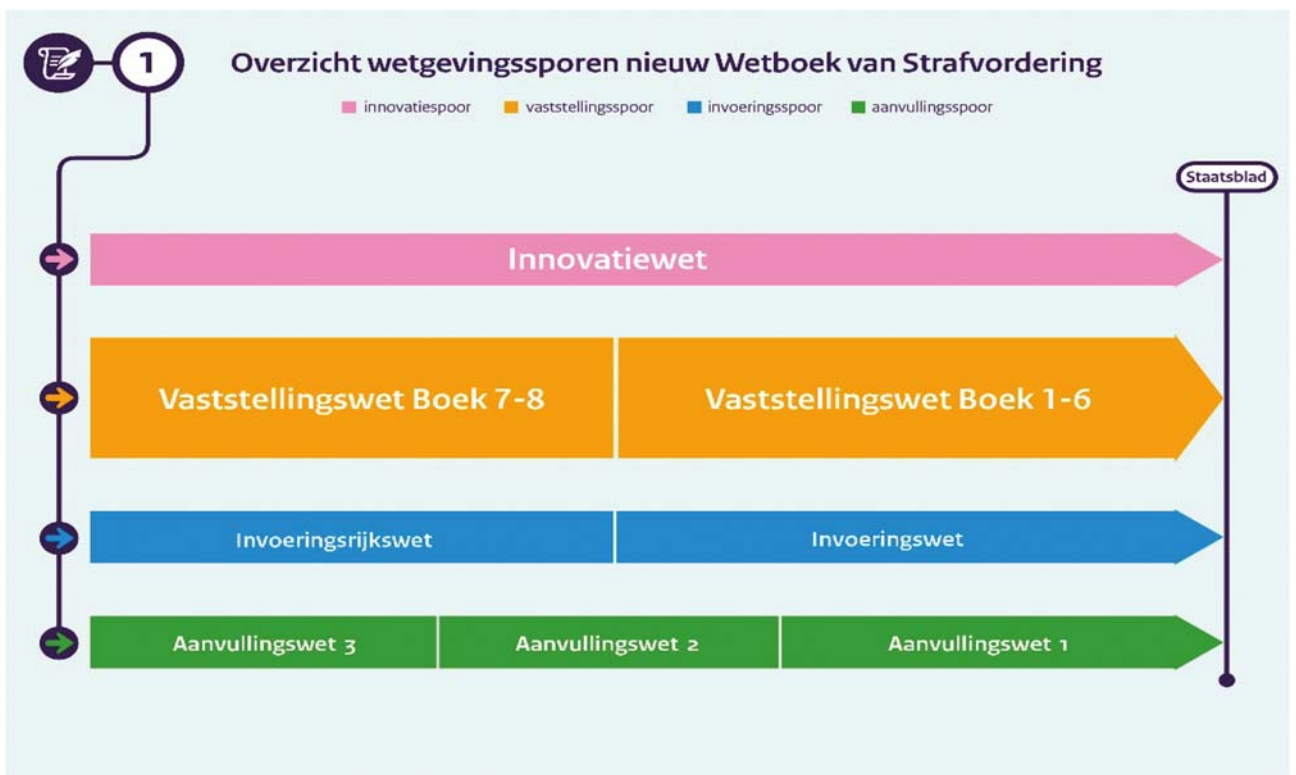 1
Overzicht wetgevingssporen nieuw Wetboek van Strafvordering
innovatiespoor vaststellingsspoor invoeringsspoor aanvullingsspoor
Staatsblad
Innovatiewet
Vaststellingswet Boek 7-8 Vaststellingswet Boek 1-6
Invoeringsrijkswet Invoeringswet
Aanvullingswet 3 Aanvullingswet 2 Aanvullingswet 1